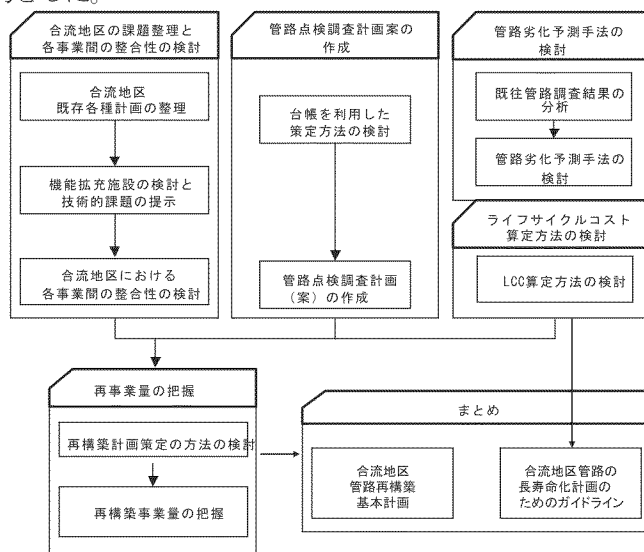 合流地区の課題整理と
各事業間の整合性の検討
合流地区
既存各種計画の整理
機能拡充施設の検討と
技術的課題の提示
合流地区における
各事業間の整合性の検討
管路点検調査計画案の
作成
台帳を利用した
策定方法の検討
管路点検調査計画
(案)の作成
管路劣化予測手法の
検討
既往管路調査結果の
分析
管路劣化予測手法の
検討
ライフサイクルコスト
算定方法の検討
LCC算定方法の検討
再事業量の把握
再構築計画策定の方法の検討
再構築事業量の把握
まとめ
合流地区
管路再構築
基本計画
合流地区管路の
長寿命化計画の
ためのガイドライン